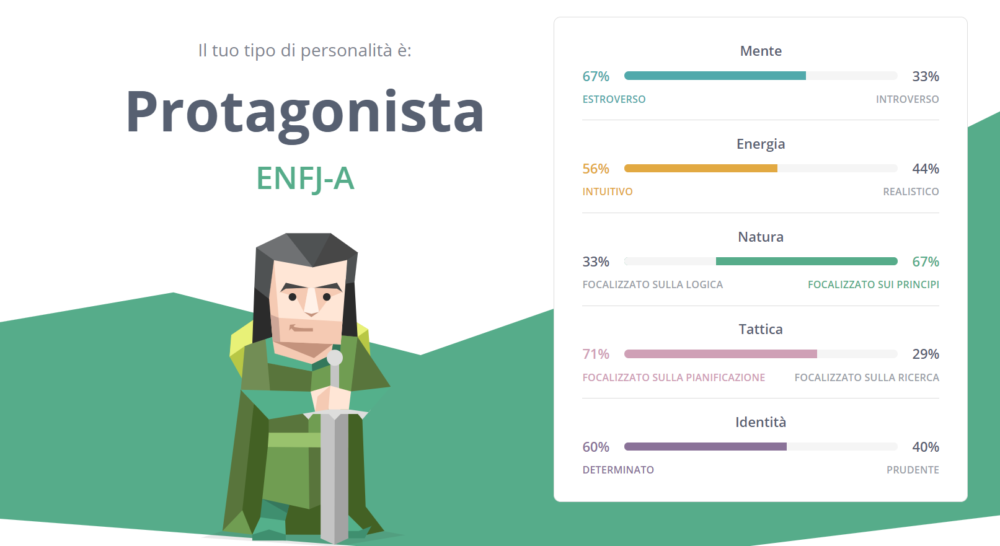 Il tuo tipo di personalità è:
Protagonista
ENFJ-A
Mente
67% 33%
ESTROVERSO INTROVERSO
Energia
56% 44%
INTUITIVO REALISTICO
Natura
33% 67%
FOCALIZZATO SULLA LOGICA FOCALIZZATO SUI PRINCIPI
Tattica
71% 29%
FOCALIZZATO SULLA PIANIFICAZIONE FOCALIZZATO SULLA RICERCA
Identità
60% 40%
DETERMINATO PRUDENTE